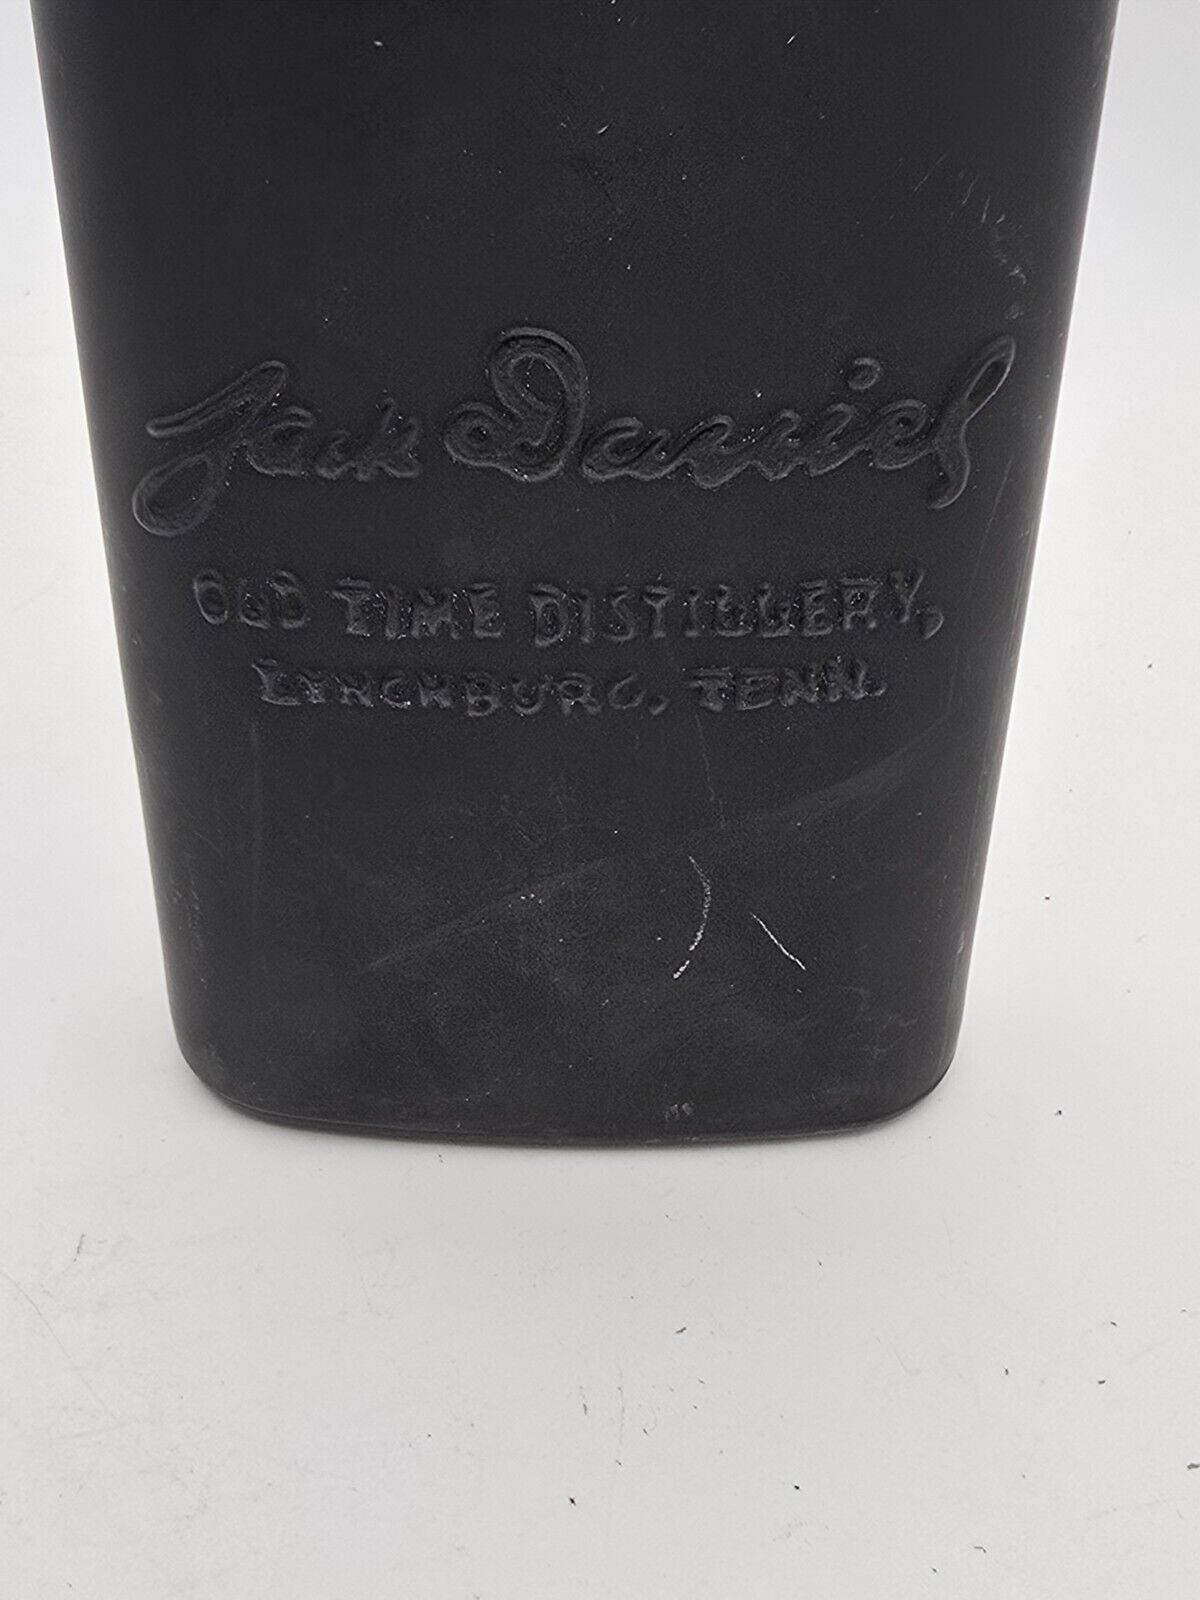 Jack Daniel
OLD TIME DISTILLERY,
LYNCHBURG, TENN.